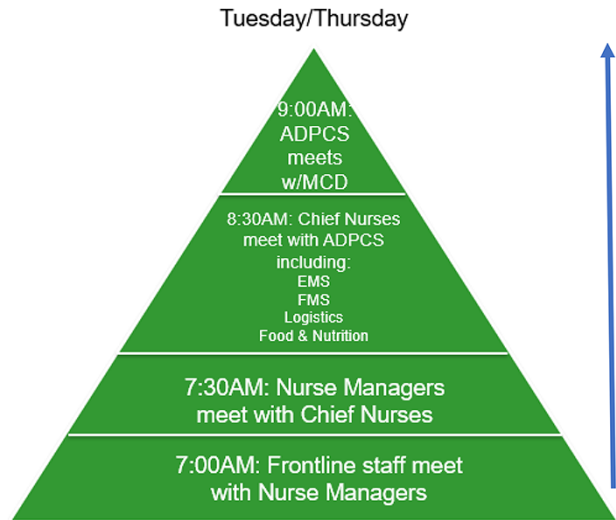 Tuesday/Thursday
9:00AM:
ADPCS
meets
w/MCD
8:30AM: Chief Nurses
meet with ADPCS
including:
EMS
FMS
Logistics
Food & Nutrition
7:30AM: Nurse Managers
meet with Chief Nurses
7:00AM: Frontline staff meet
with Nurse Managers